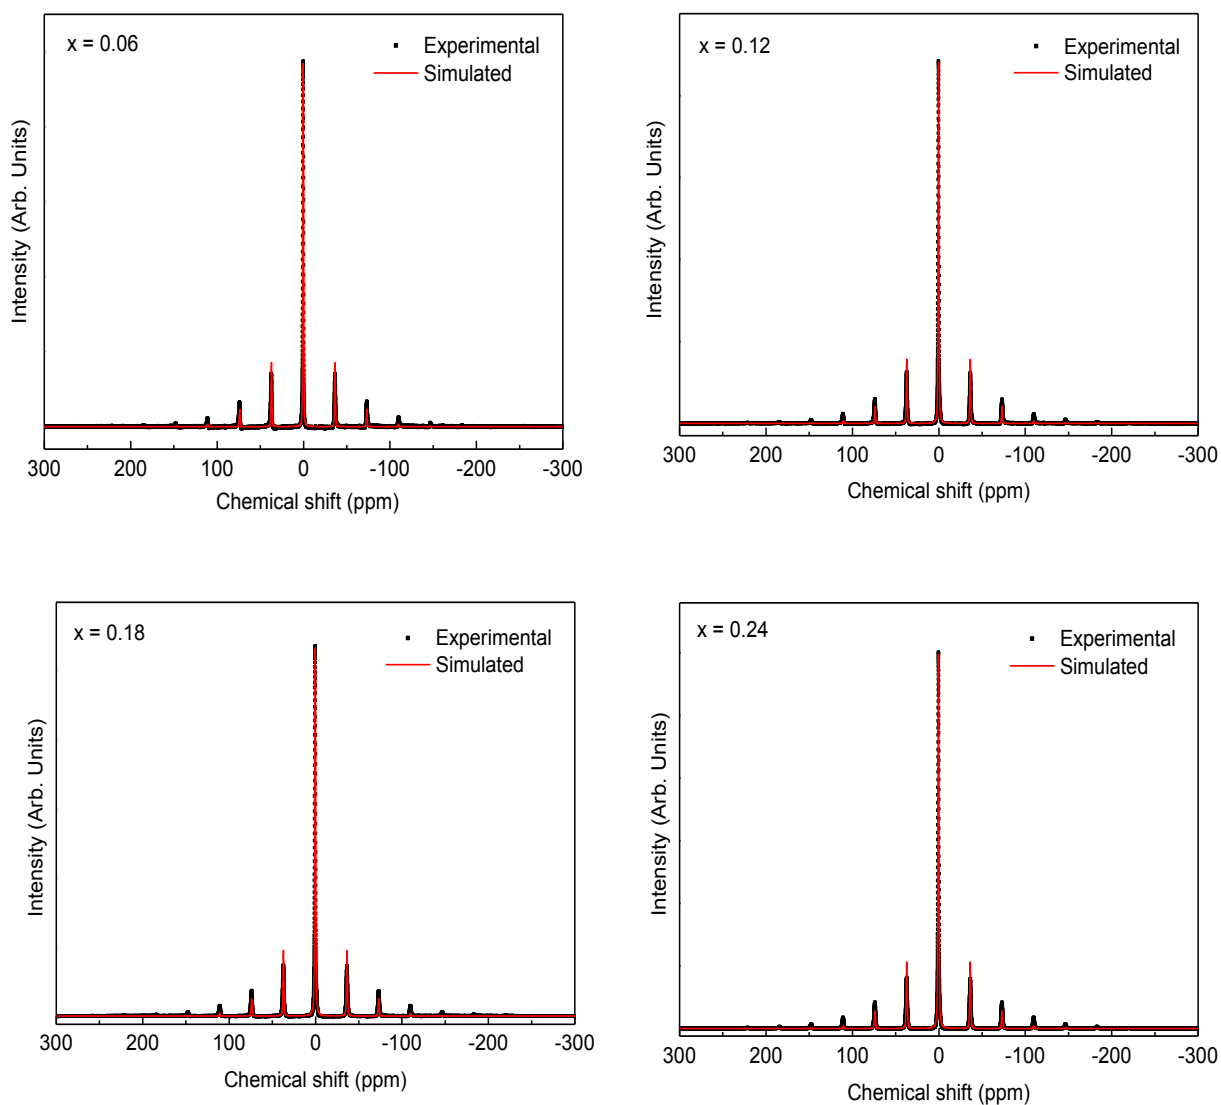 x = 0.06
Experimental
Simulated
Intensity (Arb. Units)
300 200 100 0 -100 -200 -300
Chemical shift (ppm)
x = 0.12
Experimental
Simulated
Intensity (Arb. Units)
300 200 100 0 -100 -200 -300
Chemical shift (ppm)
x = 0.18
Experimental
Simulated
Intensity (Arb. Units)
300 200 100 0 -100 -200 -300
Chemical shift (ppm)
x = 0.24
Experimental
Simulated
Intensity (Arb. Units)
300 200 100 0 -100 -200 -300
Chemical shift (ppm)